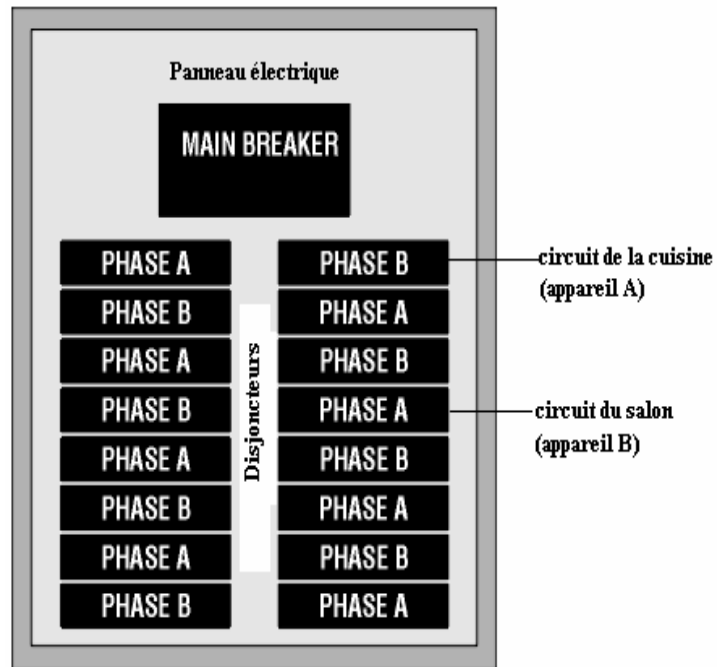 Panneau électrique
MAIN BREAKER
PHASE A
PHASE B
circuit de la cuisine
(appareil A)
PHASE B
PHASE A
PHASE A
PHASE B
PHASE B
PHASE A
circuit du salon
(appareil B)
PHASE A
PHASE B
PHASE B
PHASE A
PHASE A
PHASE B
PHASE B
PHASE A
Disjoncteurs